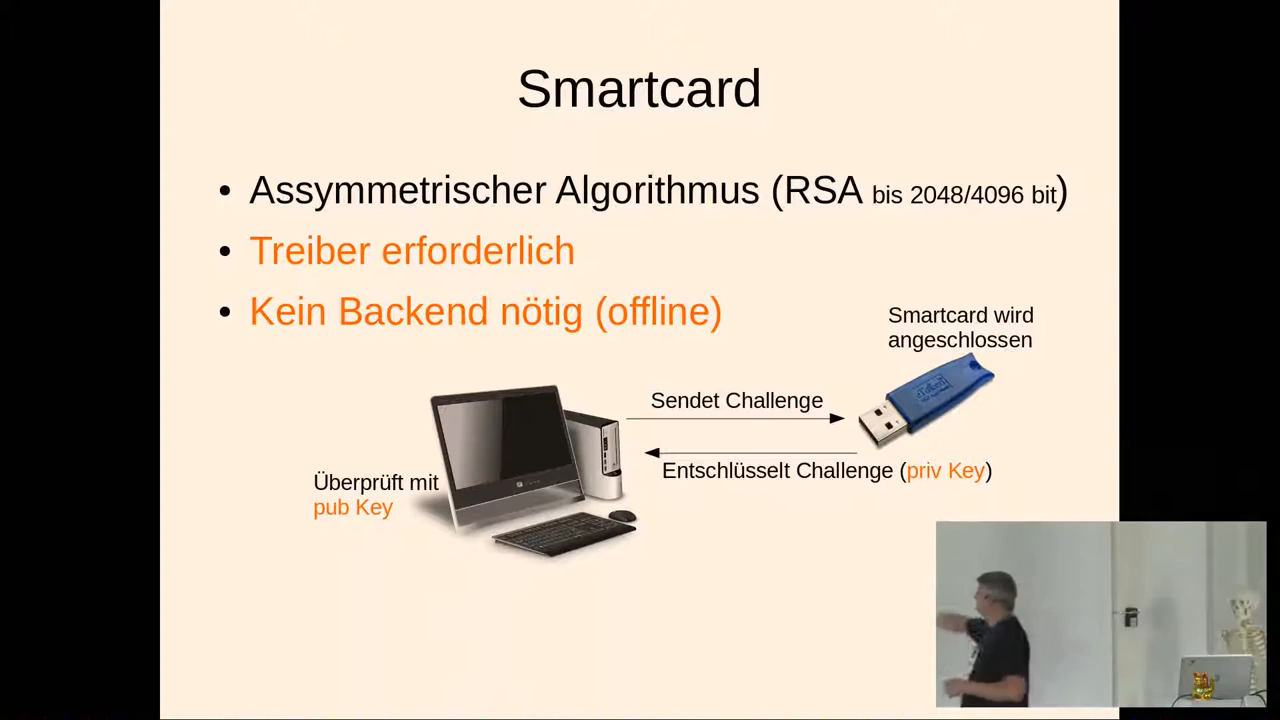 Smartcard
• Assymmetrischer Algorithmus (RSA bis 2048/4096 bit)
• Treiber erforderlich
• Kein Backend nötig (offline)
Smartcard wird
angeschlossen
Sendet Challenge
Entschlüsselt Challenge (priv Key)
Überprüft mit
pub Key
eToken